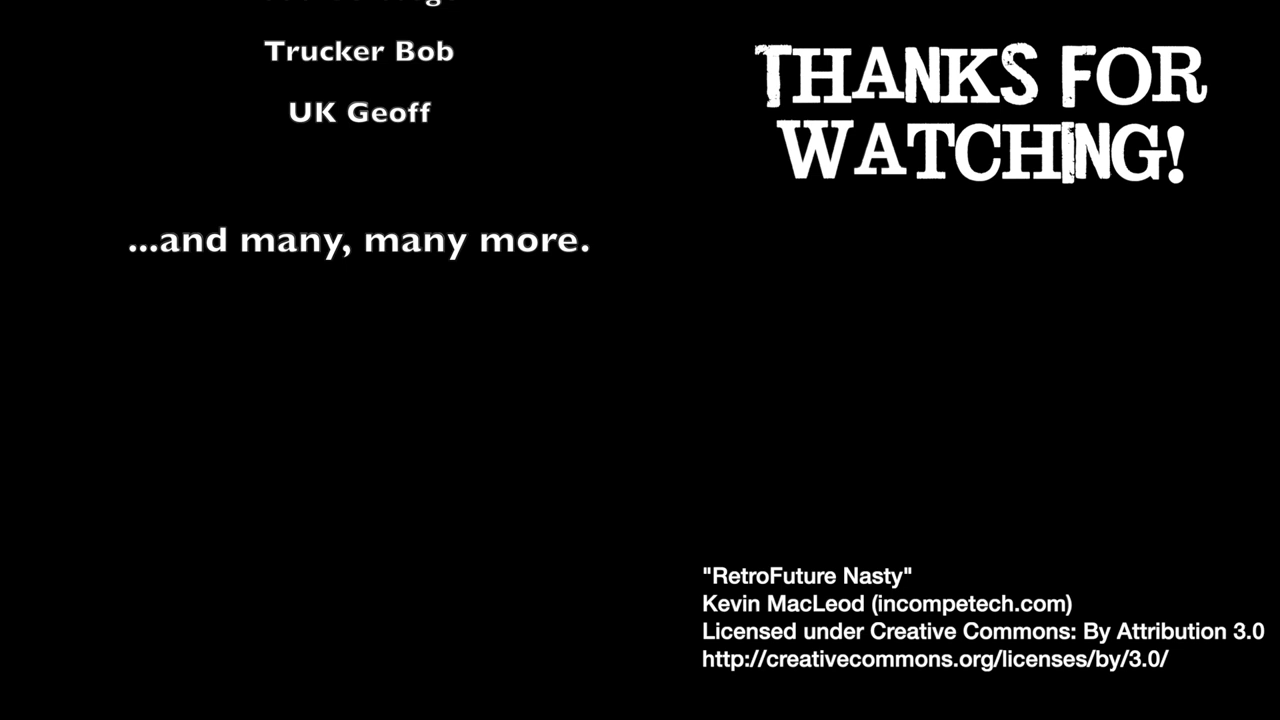 Trucker Bob
UK Geoff
...and many, many more.
THANKS FOR
WATCHING!
"RetroFuture Nasty"
Kevin MacLeod (incompetech.com)
Licensed under Creative Commons: By Attribution 3.0
http://creativecommons.org/licenses/by/3.0/